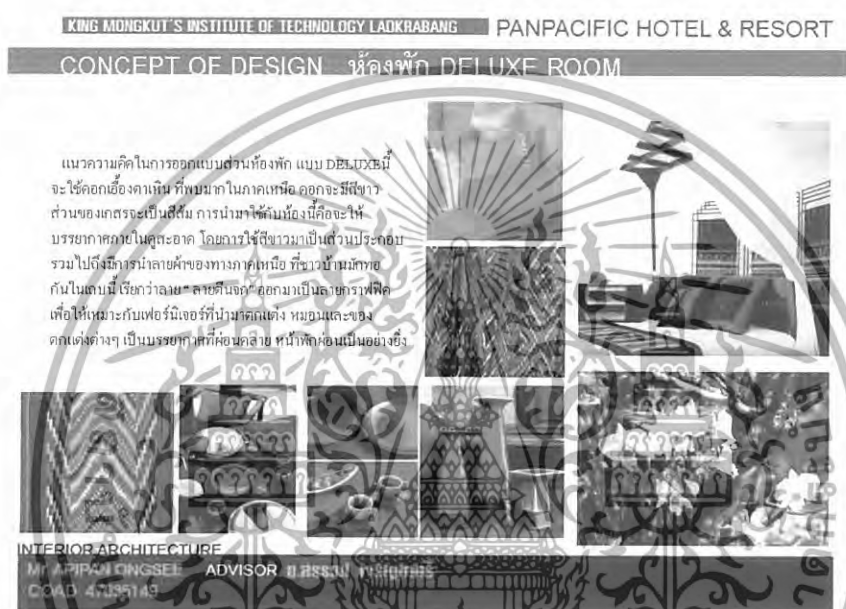 KING MONGKUT'S INSTITUTE OF TECHNOLOGY LADKRABANG PANPACIFIC HOTEL & RESORT
CONCEPT OF DESIGN ห้องพัก DELUXE ROOM
แนวความคิดในการออกแบบส่วนห้องพัก แบบ DELUXEนี้
จะใช้ดอกเอื้องตาเหิน ที่พบมากในภาคเหนือ ดอกจะมีสีขาว
ส่วนของเกสรจะเป็นสีส้ม การนำมาใช้กับห้องนี้คือจะให้
บรรยากาศภายในดูสะอาด โดยการใช้สีขาวมาเป็นส่วนประกอบ
รวมไปถึงมีการนำลายผ้าของทางภาคเหนือ ที่ชาวบ้านมักทอ
กันในแถบนี้ เรียกว่าลาย " ลายตีนจก" ออกมาเป็นลายกราฟฟิค
เพื่อให้เหมาะกับเฟอร์นิเจอร์ที่นำมาตกแต่ง หมอนและของ
ตกแต่งต่างๆ เป็นบรรยากาศที่ผ่อนคลาย หน้าพักผ่อนเป็นอย่างยิ่ง
INTERIOR ARCHITECTURE
Mr. APIPAN ONGSEE ADVISOR
COAD 47035149